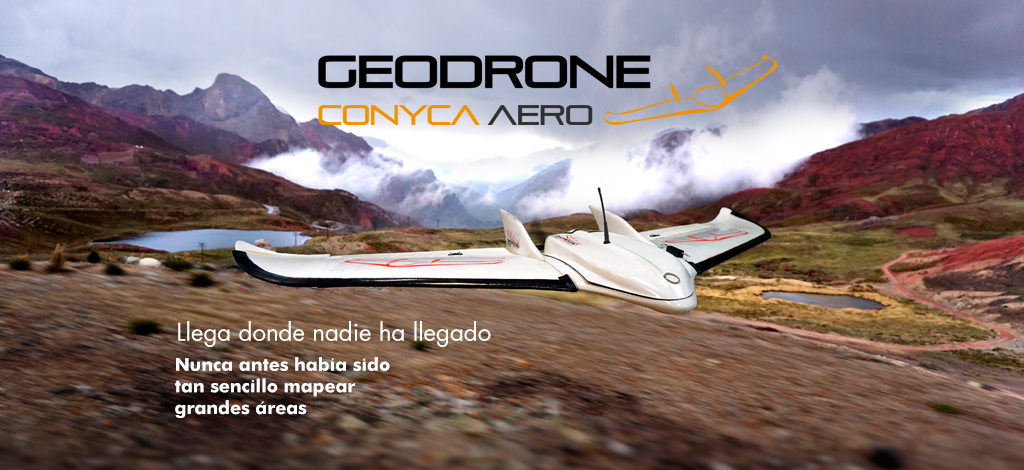 GEODRONE
CONYCA AERO
Llega donde nadie ha llegado
Nunca antes había sido
tan sencillo mapear
grandes áreas